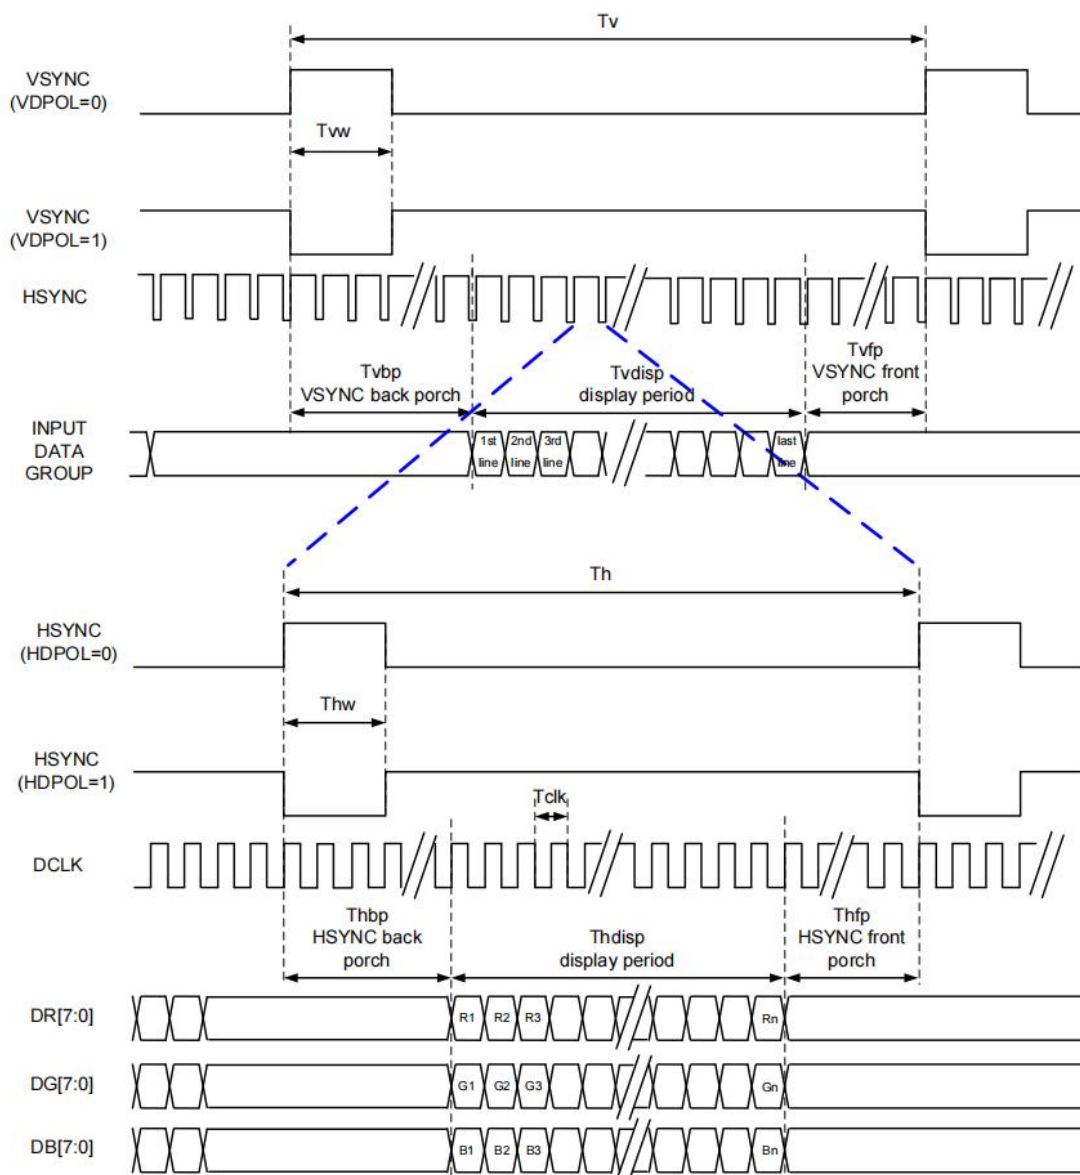 Tv
VSYNC
(VDPOL=0)
Tvw
VSYNC
(VDPOL=1)
HSYNC
Tvbp
VSYNC back porch
Tvdisp
display period
Tvfp
VSYNC front
porch
INPUT
DATA
GROUP
1st
line
2nd
line
3rd
line
last
line
Th
HSYNC
(HDPOL=0)
Thw
HSYNC
(HDPOL=1)
Tclk
DCLK
Thbp
HSYNC back
porch
Thdisp
display period
Thfp
HSYNC front
porch
DR[7:0]
R1 R2 R3 Rn
DG[7:0]
G1 G2 G3 Gn
DB[7:0]
B1 B2 B3 Bn